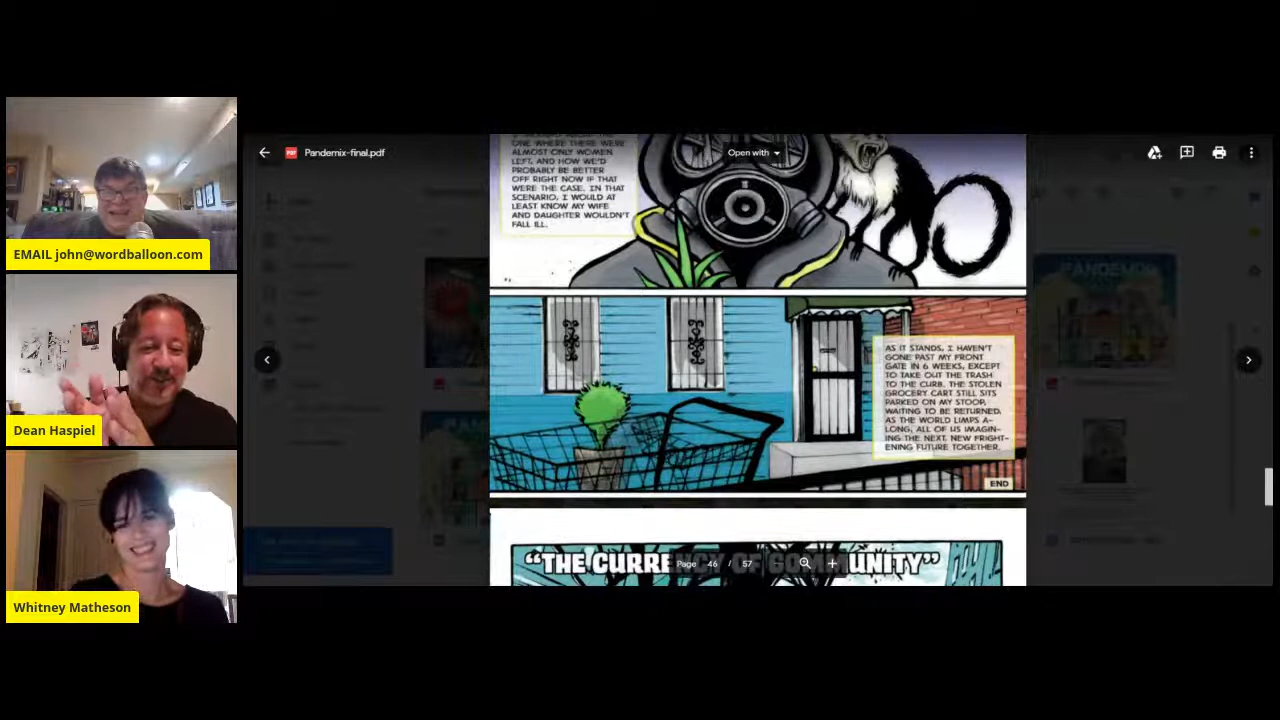 EMAIL john@wordballoon.com
Dean Haspiel
Whitney Matheson
Pandemix-final.pdf
Open with
ONE WHERE THERE WERE
ALMOST ONLY WOMEN
LEFT, AND HOW WE'D
PROBABLY BE BETTER
OFF RIGHT NOW IF THAT
WERE THE CASE. IN THAT
SCENARIO, I WOULD AT
LEAST KNOW MY WIFE
AND DAUGHTER WOULDN'T
FALL ILL.
AS IT STANDS, I HAVEN'T
GONE PAST MY FRONT
GATE IN 6 WEEKS, EXCEPT
TO TAKE OUT THE TRASH
TO THE CURB. THE STOLEN
GROCERY CART STILL SITS
PARKED ON MY STOOP,
WAITING TO BE RETURNED.
AS THE WORLD LIMPS A-
LONG, ALL OF US IMAGIN-
ING THE NEXT, NEW FRIGHT-
ENING FUTURE TOGETHER.
END
"THE CURRENCY OF COMMUNITY"
Page 46 / 57
PANDEMIX